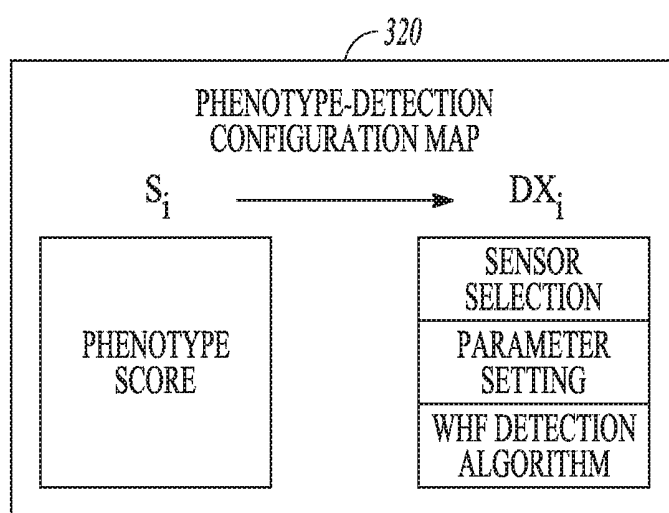 320
PHENOTYPE-DETECTION
CONFIGURATION MAP
Si
DXi
PHENOTYPE
SCORE
SENSOR
SELECTION
PARAMETER
SETTING
WHF DETECTION
ALGORITHM